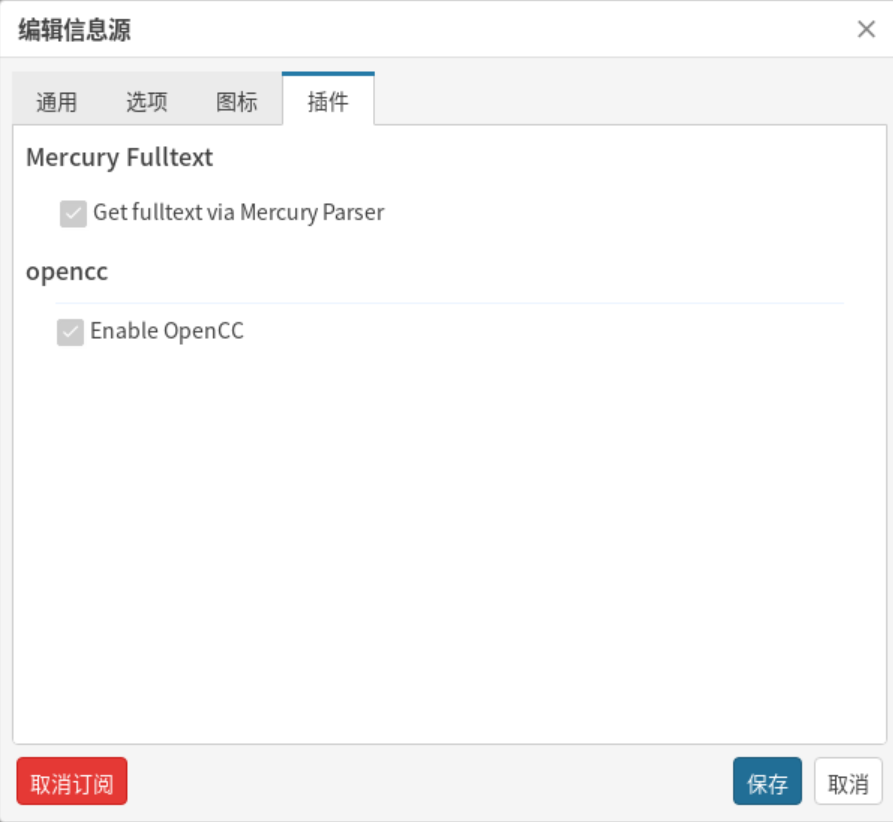 编辑信息源
通用 选项 图标 插件
Mercury Fulltext
Get fulltext via Mercury Parser
opencc
Enable OpenCC
取消订阅 保存 取消